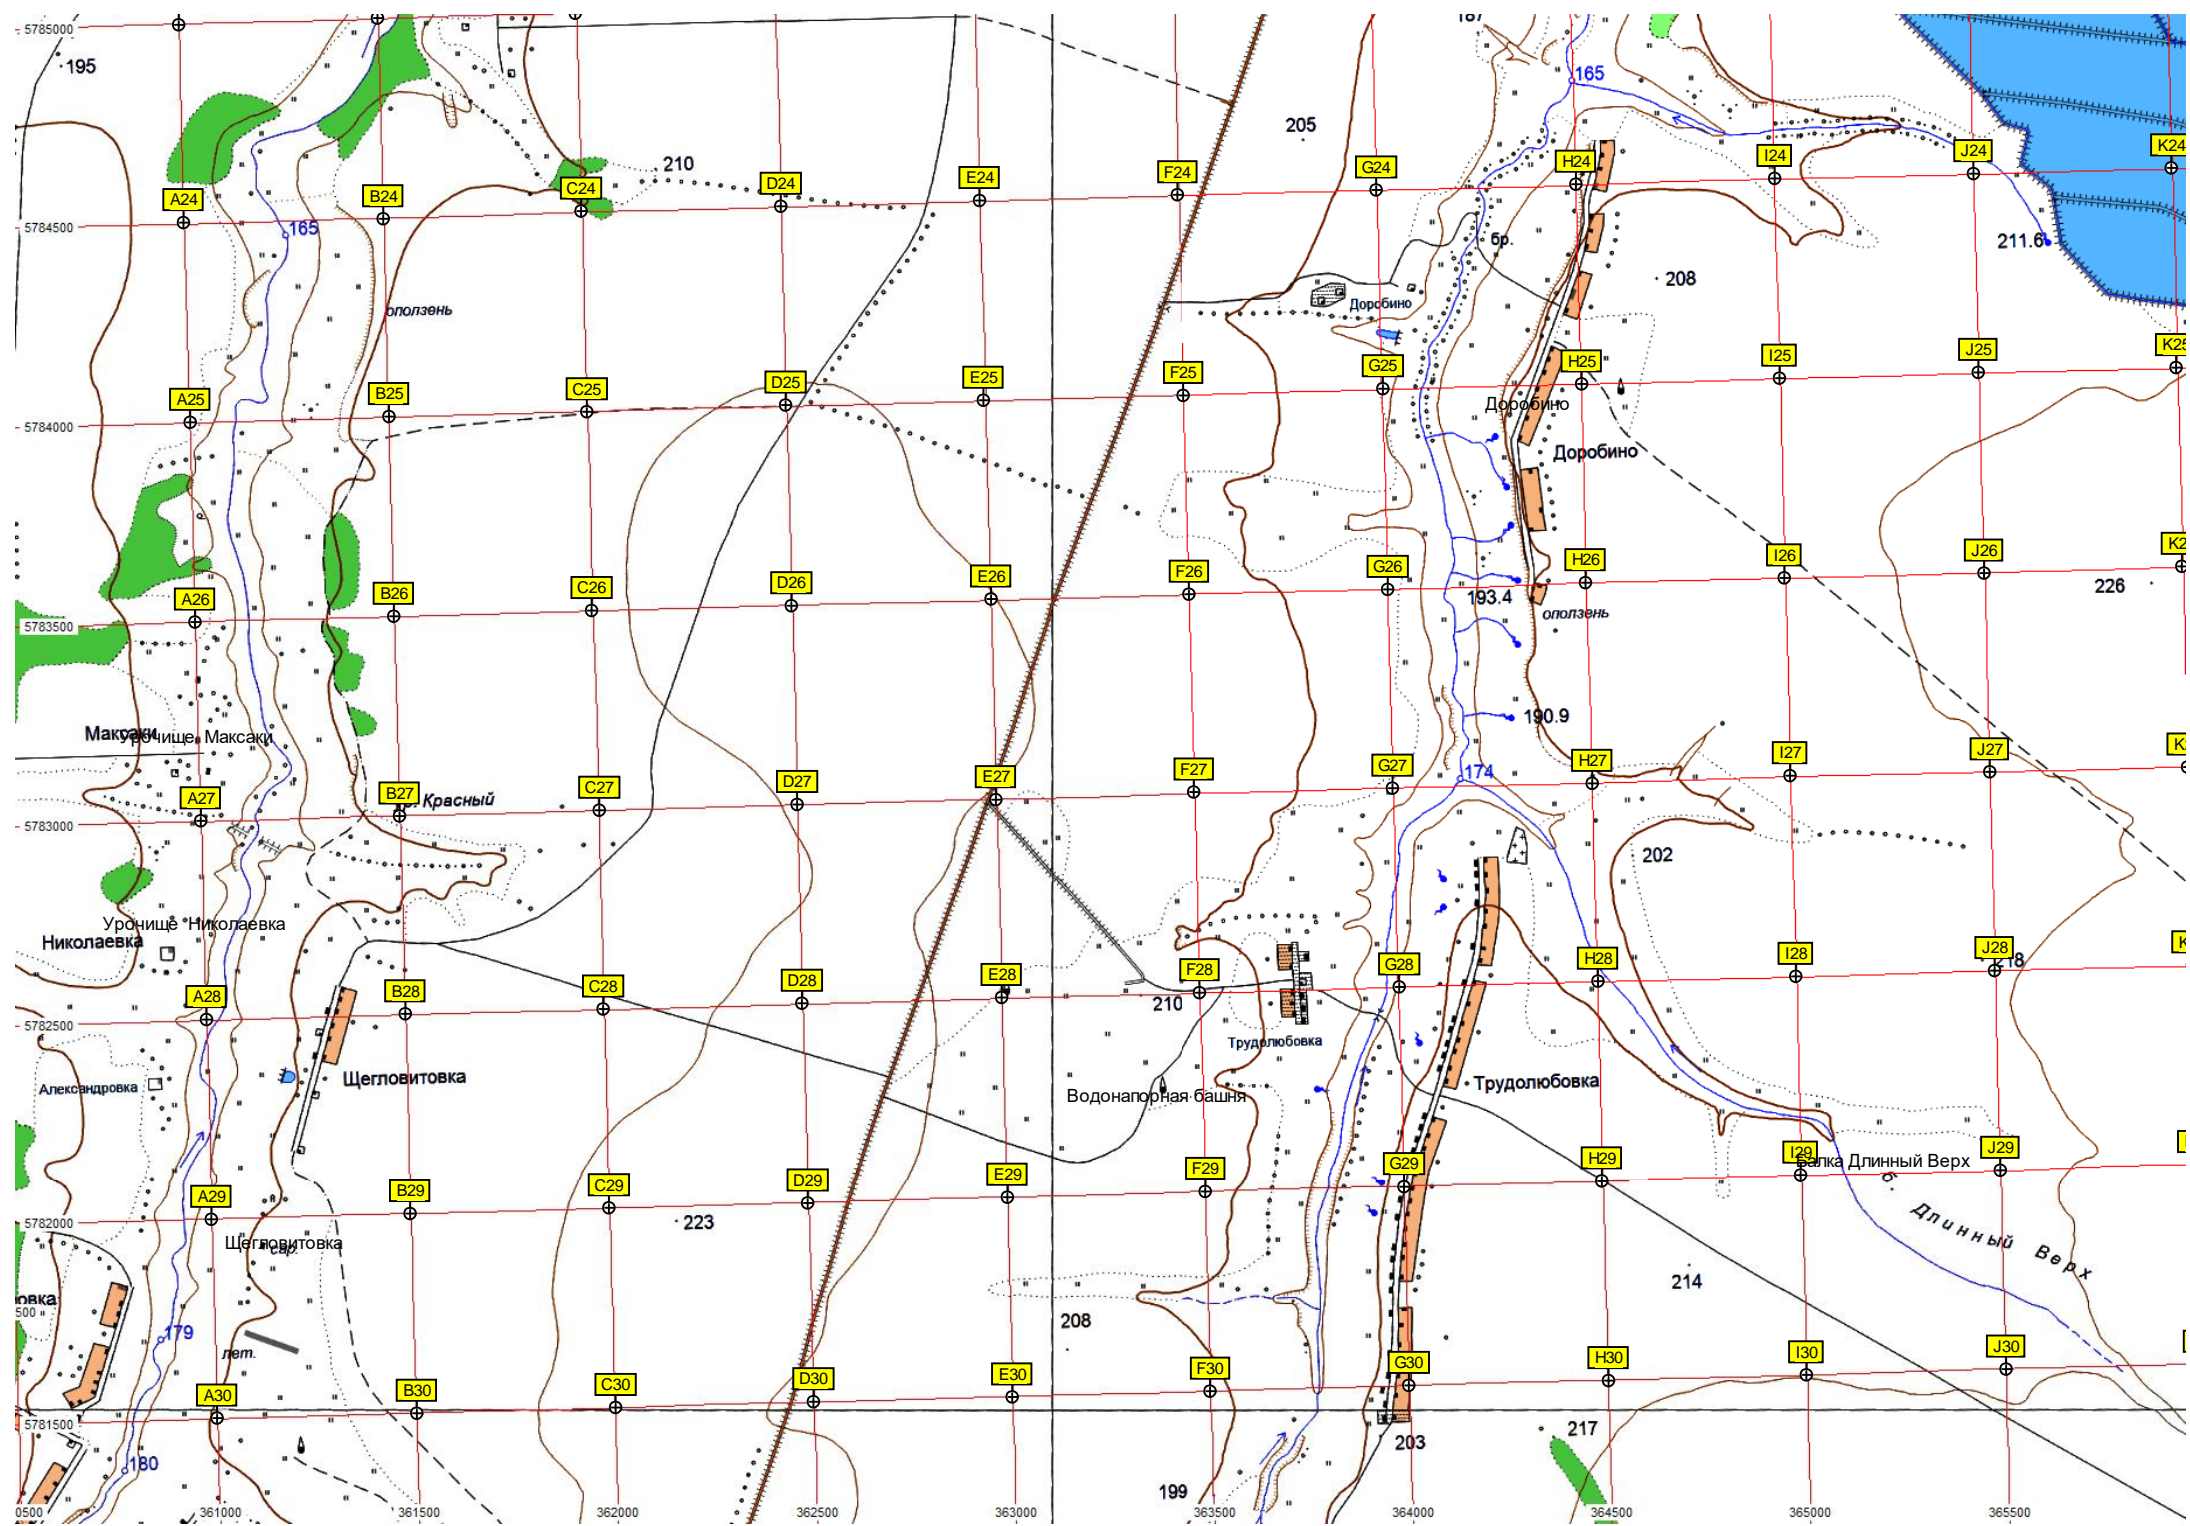 187
5785000
195
165
205
210
A24
B24
C24
D24
E24
F24
G24
H24
I24
J24
K24
5784500
165
бр.
211.6
208
оползень
Доробино
A25
B25
C25
D25
E25
F25
G25
H25
I25
J25
K25
Доробино
5784000
Доробино
A26
B26
C26
D26
E26
F26
G26
H26
I26
J26
226
193.4
оползень
5783500
190.9
Максаки
Урочище Максаки
174
A27
B27
C27
D27
E27
F27
G27
H27
I27
J27
Красный
5783000
202
Урочище Николаевка
Николаевка
A28
B28
C28
D28
E28
F28
G28
H28
I28
J28
218
210
5782500
Трудолюбовка
Щегловитовка
Трудолюбовка
Александровка
Водонапорная башня
A29
B29
C29
D29
E29
F29
G29
H29
I29
J29
Балка Длинный Верх
б. Длинный Верх
5782000
223
Щегловитовка
сар.
214
овка
500
208
179
лет.
A30
B30
C30
D30
E30
F30
G30
H30
I30
J30
5781500
217
203
180
199
0500
361000
361500
362000
362500
363000
363500
364000
364500
365000
365500